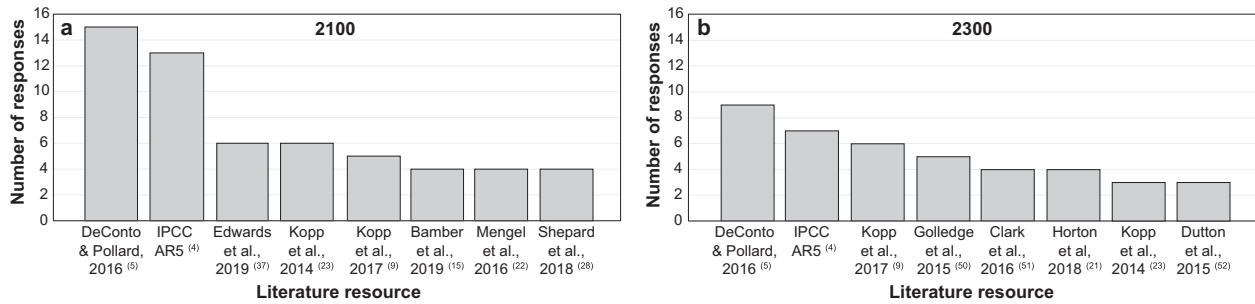 a
2100
Number of responses
16
14
12
10
8
6
4
2
0
DeConto
& Pollard,
2016 (5)
IPCC
AR5 (4)
Edwards
et al.,
2019 (37)
Kopp
et al.,
2014 (23)
Kopp
et al.,
2017 (9)
Bamber
et al.,
2019 (15)
Mengel
et al.,
2016 (22)
Shepard
et al.,
2018 (28)
Literature resource
b
2300
Number of responses
16
14
12
10
8
6
4
2
0
DeConto
& Pollard,
2016 (5)
IPCC
AR5 (4)
Kopp
et al.,
2017 (9)
Golledge
et al.,
2015 (50)
Clark
et al.,
2016 (51)
Horton
et al,
2018 (21)
Kopp
et al.,
2014 (23)
Dutton
et al.,
2015 (52)
Literature resource